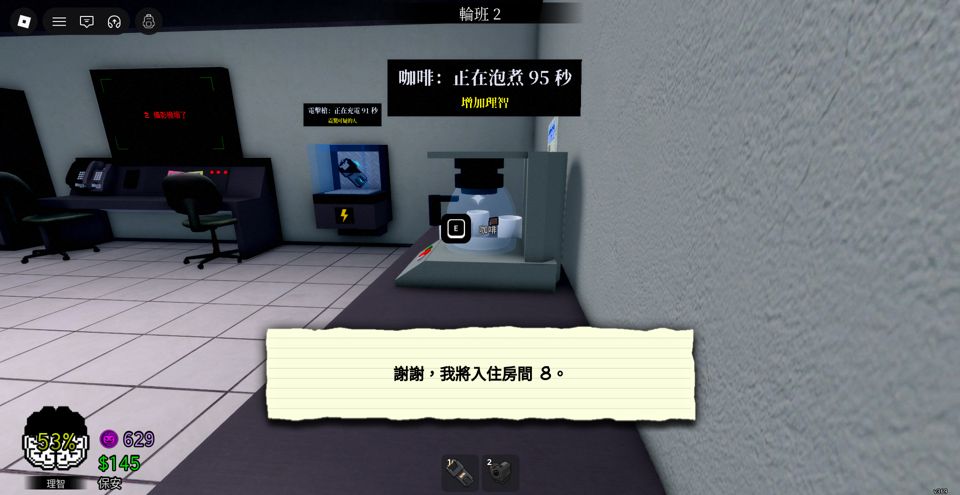 輪班 2
咖啡：正在泡煮 95 秒
增加理智
電擊槍：正在充電 91 秒
E
咖啡
謝謝，我將入住房間 8。
53%
629
$145
理智
保安
1
2